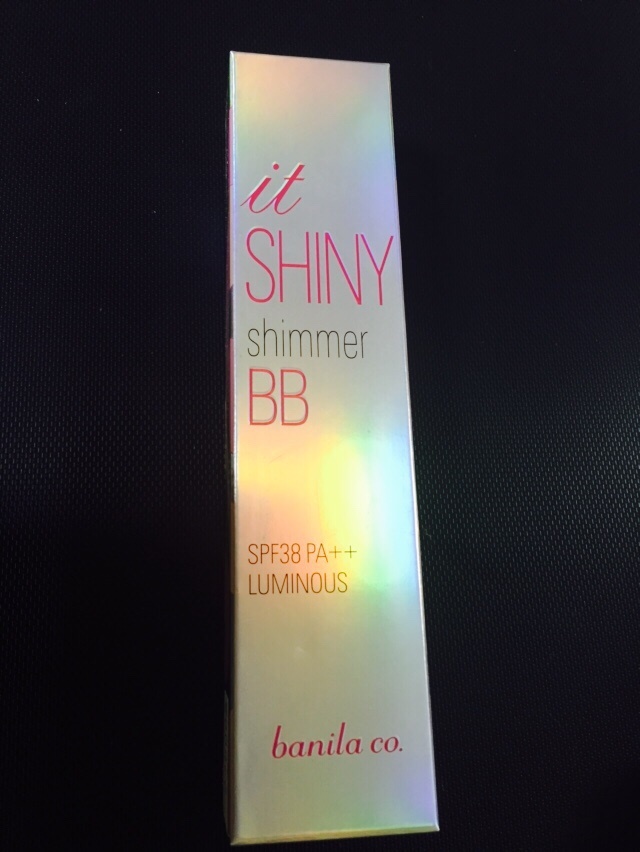 it
SHINY
shimmer
BB
SPF38 PA++
LUMINOUS
banila co.